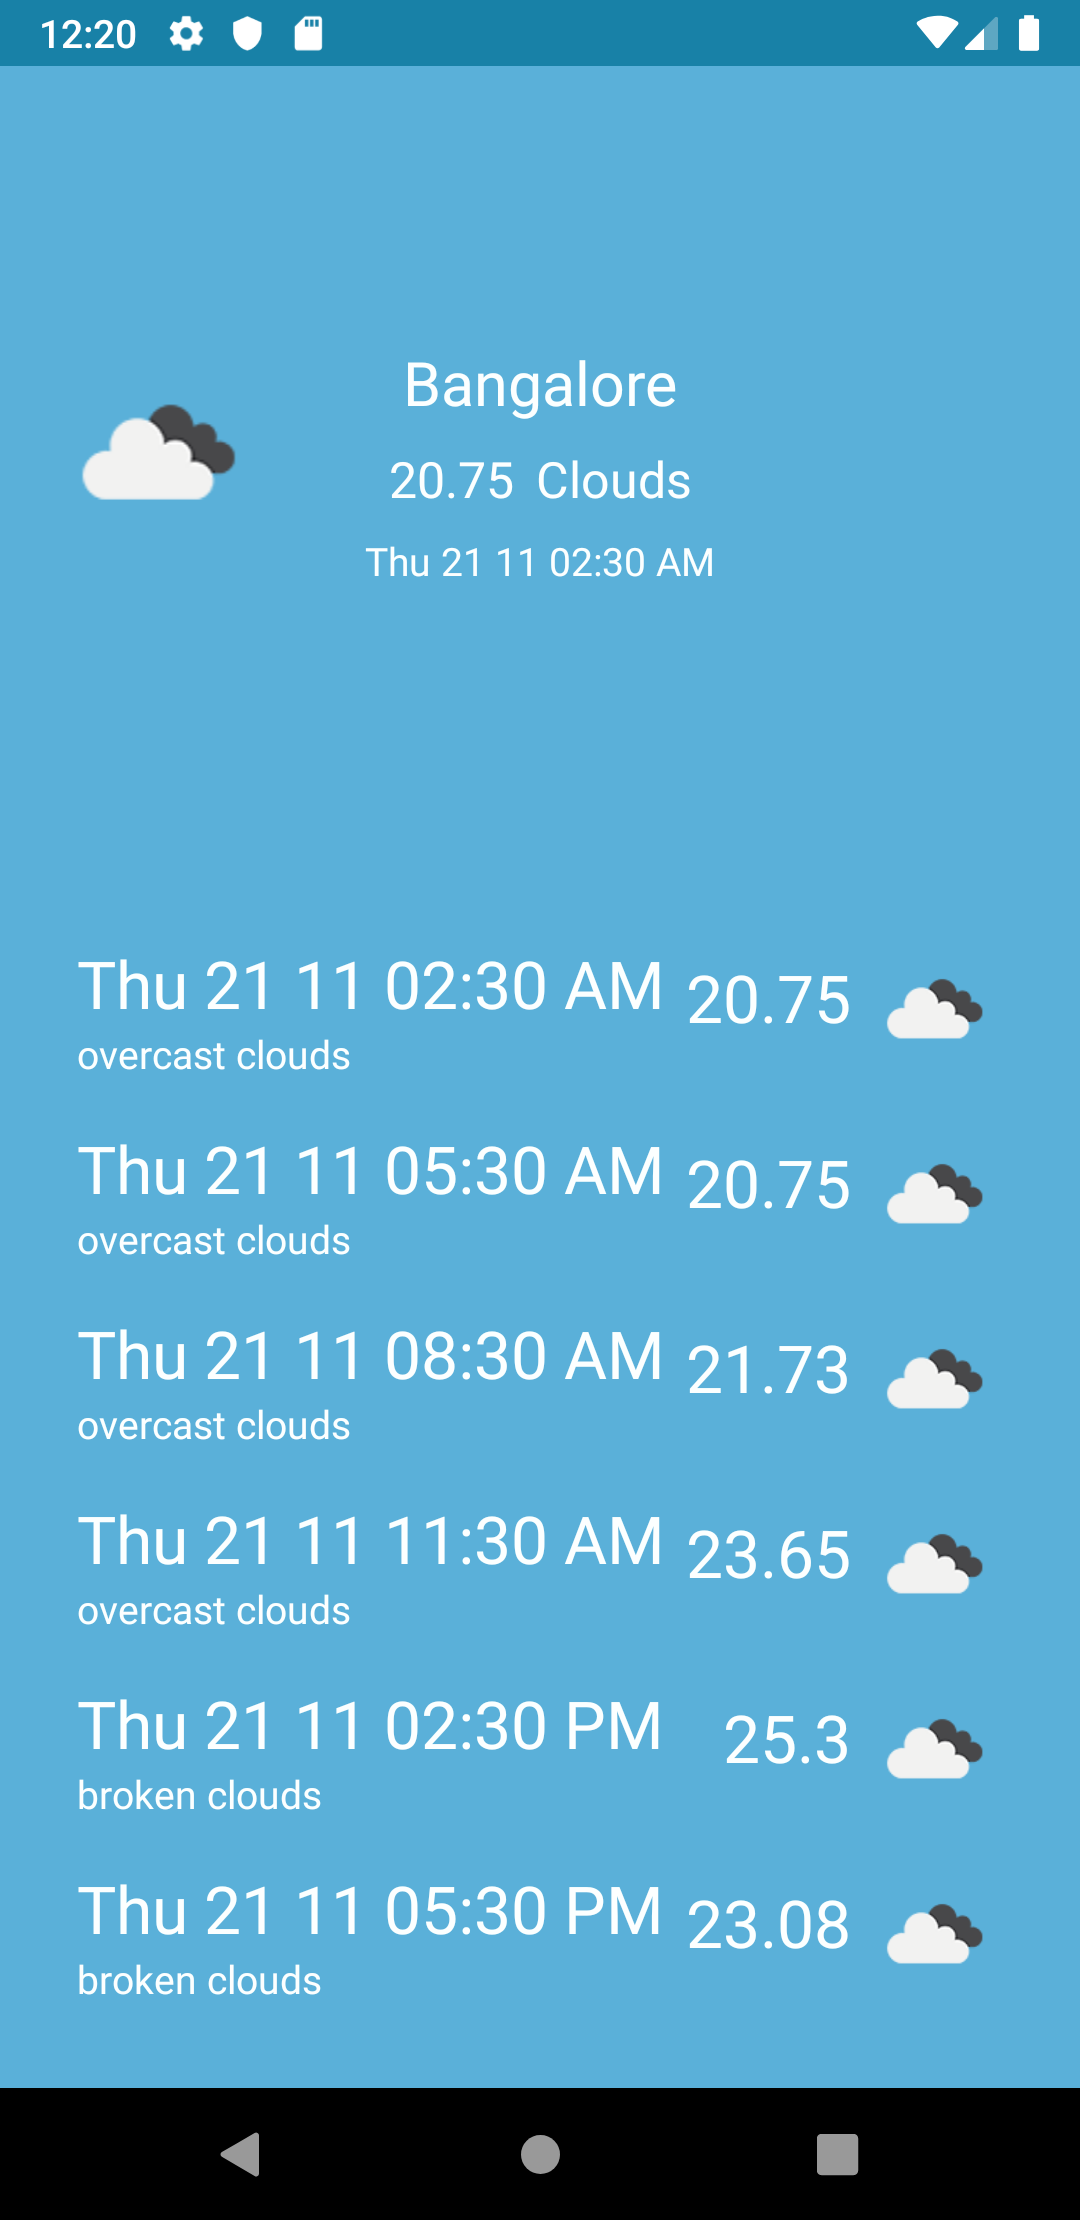 12:20
Bangalore
20.75 Clouds
Thu 21 11 02:30 AM
Thu 21 11 02:30 AM 20.75
overcast clouds
Thu 21 11 05:30 AM 20.75
overcast clouds
Thu 21 11 08:30 AM 21.73
overcast clouds
Thu 21 11 11:30 AM 23.65
overcast clouds
Thu 21 11 02:30 PM 25.3
broken clouds
Thu 21 11 05:30 PM 23.08
broken clouds